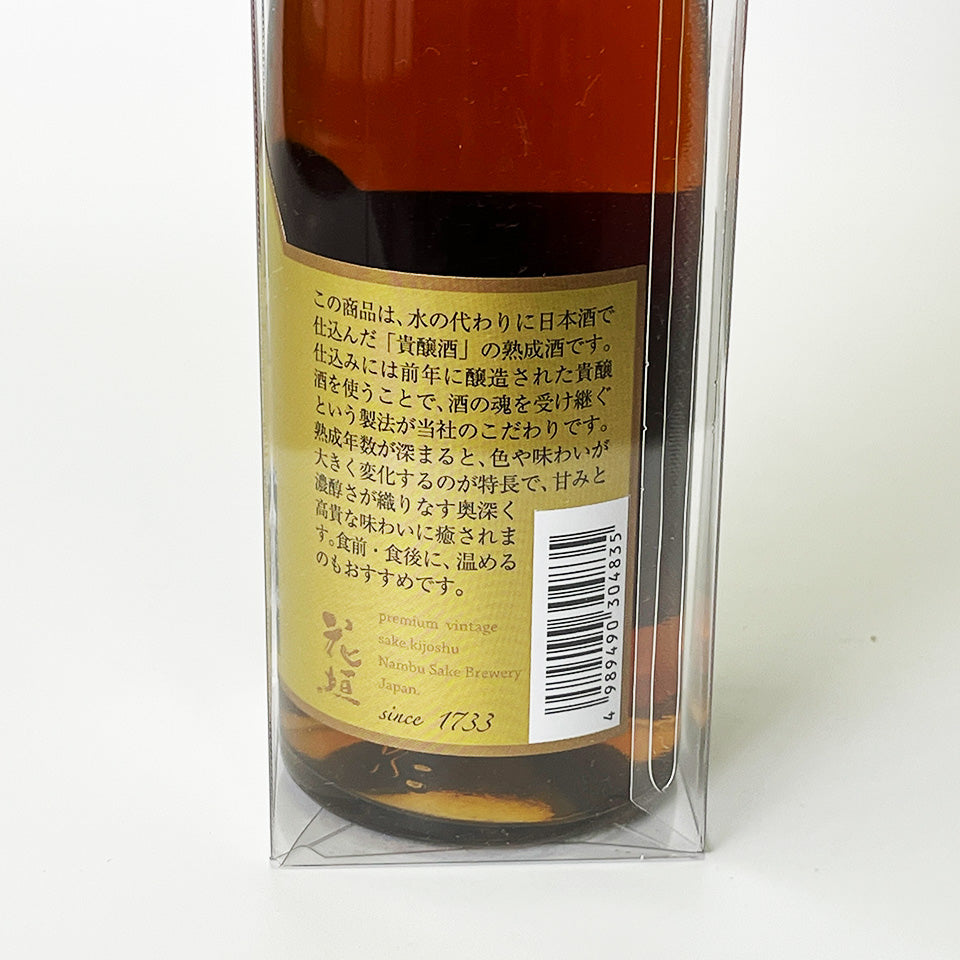 この商品は、水の代わりに日本酒で
仕込んだ「貴醸酒」の熟成酒です。
仕込みには前年に醸造された貴醸
酒を使うことで、酒の魂を受け継ぐ
という製法が当社のこだわりです。
熟成年数が深まると、色や味わいが
大きく変化するのが特長で、甘みと
濃醇さが織りなす奥深く
高貴な味わいに癒されま
す。食前・食後に、温める
のもおすすめです。
花垣
premium vintage
sake,kijoshu
Nambu Sake Brewery
Japan.
since 1733
4 989490 304835